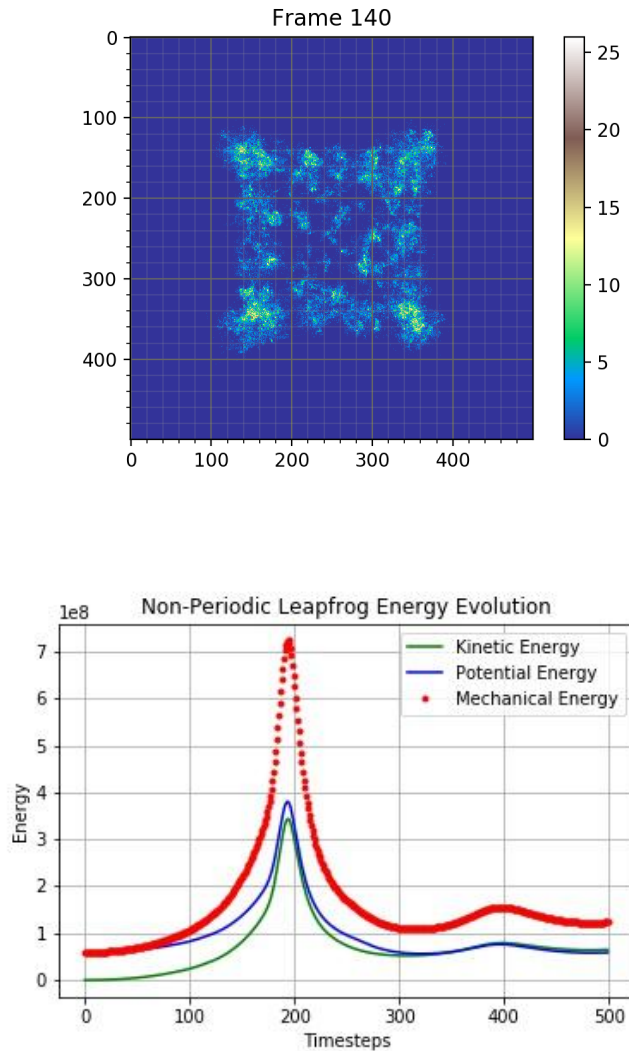 Frame 140
0
100
200
300
400
0 100 200 300 400
25
20
15
10
5
0
Non-Periodic Leapfrog Energy Evolution
1e8
7
6
5
4
3
2
1
0
Energy
Kinetic Energy
Potential Energy
Mechanical Energy
0 100 200 300 400 500
Timesteps